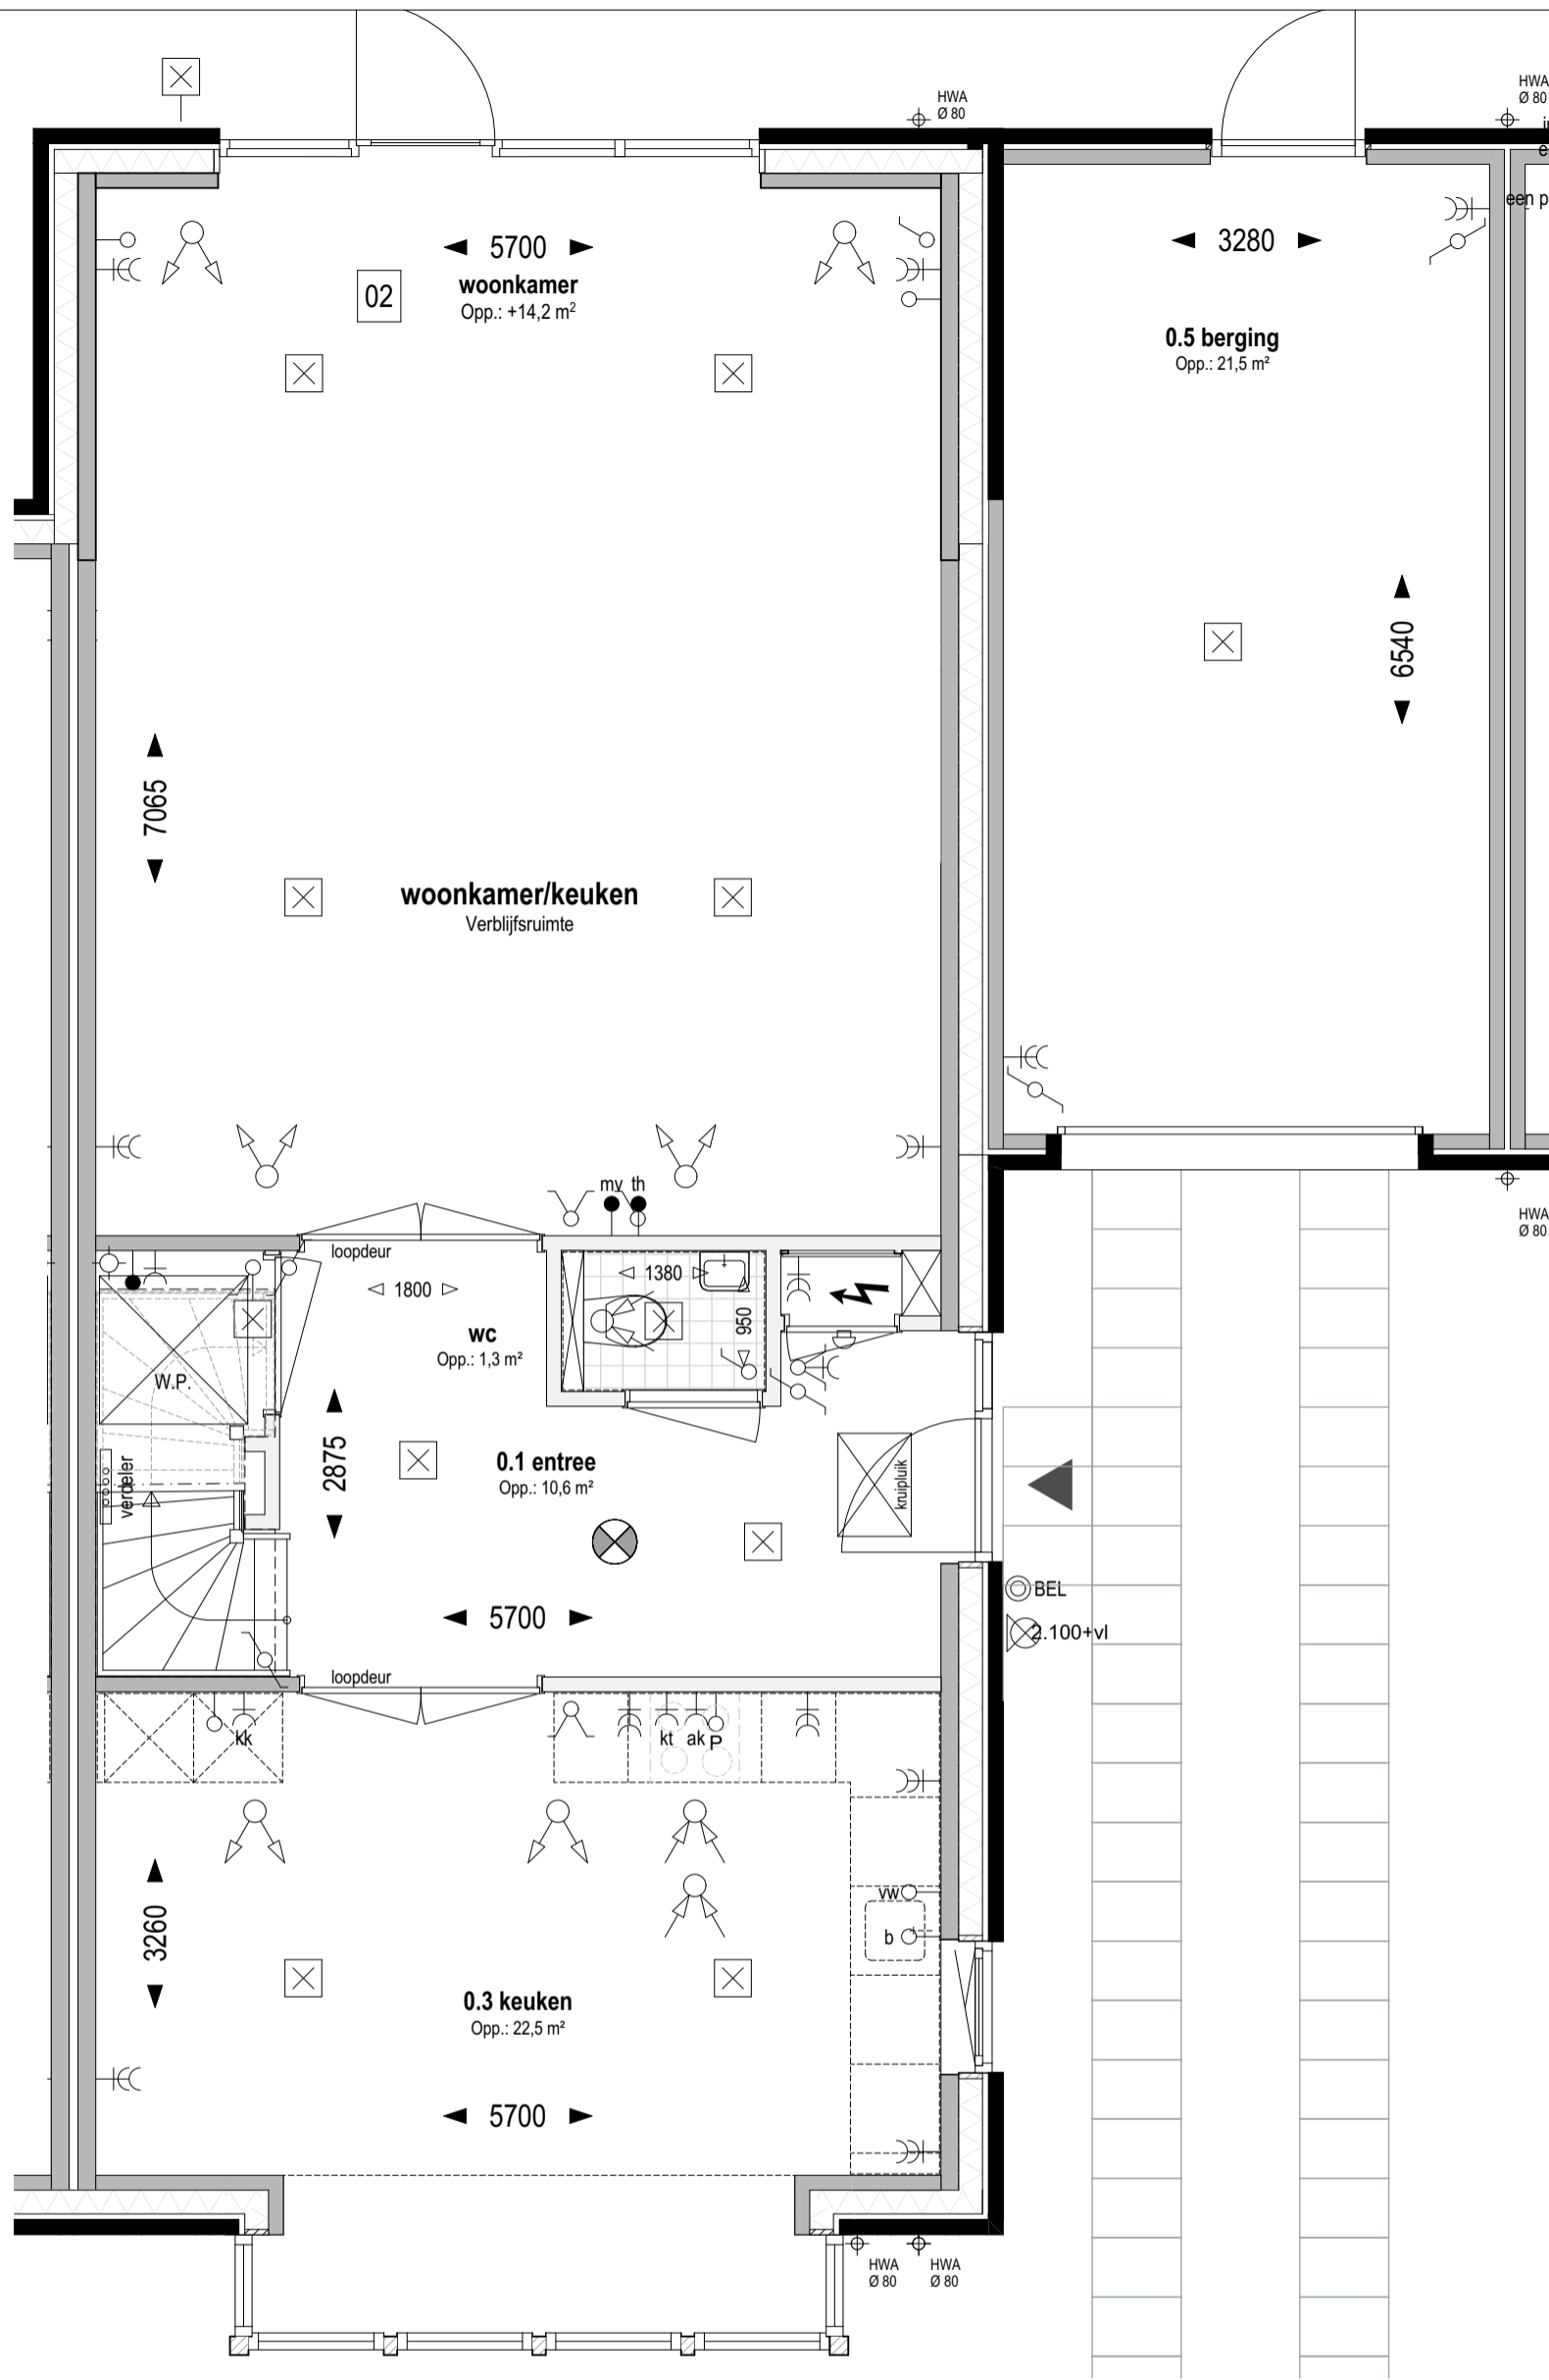 HWA
Ø 80
HWA
Ø 80
5700
woonkamer
Opp.: +14,2 m²
02
3280
een p
0.5 berging
Opp.: 21,5 m²
6540
7065
woonkamer/keuken
Verblijfsruimte
mv th
loopdeur
1800
1380
950
wc
Opp.: 1,3 m²
W.P.
verdeler
2875
0.1 entree
Opp.: 10,6 m²
kruipluik
5700
BEL
2.100+vl
HWA
Ø 80
loopdeur
kk
kt ak P
vw
b
3260
0.3 keuken
Opp.: 22,5 m²
5700
HWA
Ø 80
HWA
Ø 80